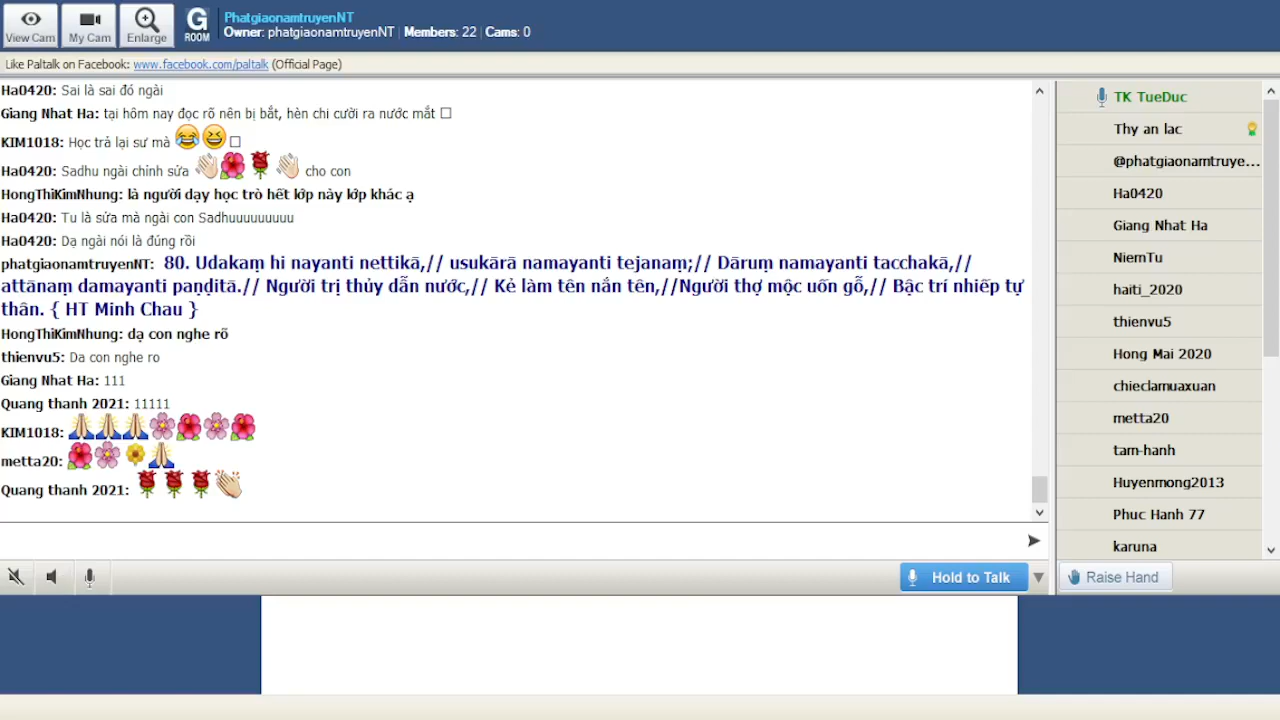 View Cam
My Cam
Enlarge
G
ROOM
PhatgiaonamtruyenNT
Owner: phatgiaonamtruyenNT | Members: 22 | Cams: 0
Like Paltalk on Facebook: www.facebook.com/paltalk (Official Page)
Ha0420: Sai là sai đó ngài
Giang Nhat Ha: tại hôm nay đọc rõ nên bị bắt, hèn chi cười ra nước mắt
KIM1018: Học trả lại sư mà 😂😆
Ha0420: Sadhu ngài chỉnh sửa 👋🌺🌹👋 cho con
HongThiKimNhung: là người dạy học trò hết lớp này lớp khác ạ
Ha0420: Tu là sửa mà ngài con Sadhuuuuuuuuu
Ha0420: Dạ ngài nói là đúng rồi
phatgiaonamtruyenNT: 80. Udakaṃ hi nayanti nettikā,// usukārā namayanti tejanaṃ;// Dāruṃ namayanti tacchakā,//
attānaṃ damayanti paṇḍitā.// Người trị thủy dẫn nước,// Kẻ làm tên nắn tên,//Người thợ mộc uốn gỗ,// Bậc trí nhiếp tự
thân. { HT Minh Chau }
HongThiKimNhung: dạ con nghe rõ
thienvu5: Da con nghe ro
Giang Nhat Ha: 111
Quang thanh 2021: 11111
KIM1018: 🙏🙏🙏🌸🌺🌸🌺
metta20: 🌺🌸🌻🙏
Quang thanh 2021: 🌹🌹🌹👏
Hold to Talk
TK TueDuc
Thy an lac
@phatgiaonamtruye...
Ha0420
Giang Nhat Ha
NiemTu
haiti_2020
thienvu5
Hong Mai 2020
chieclamuaxuan
metta20
tam-hanh
Huyenmong2013
Phuc Hanh 77
karuna
Raise Hand